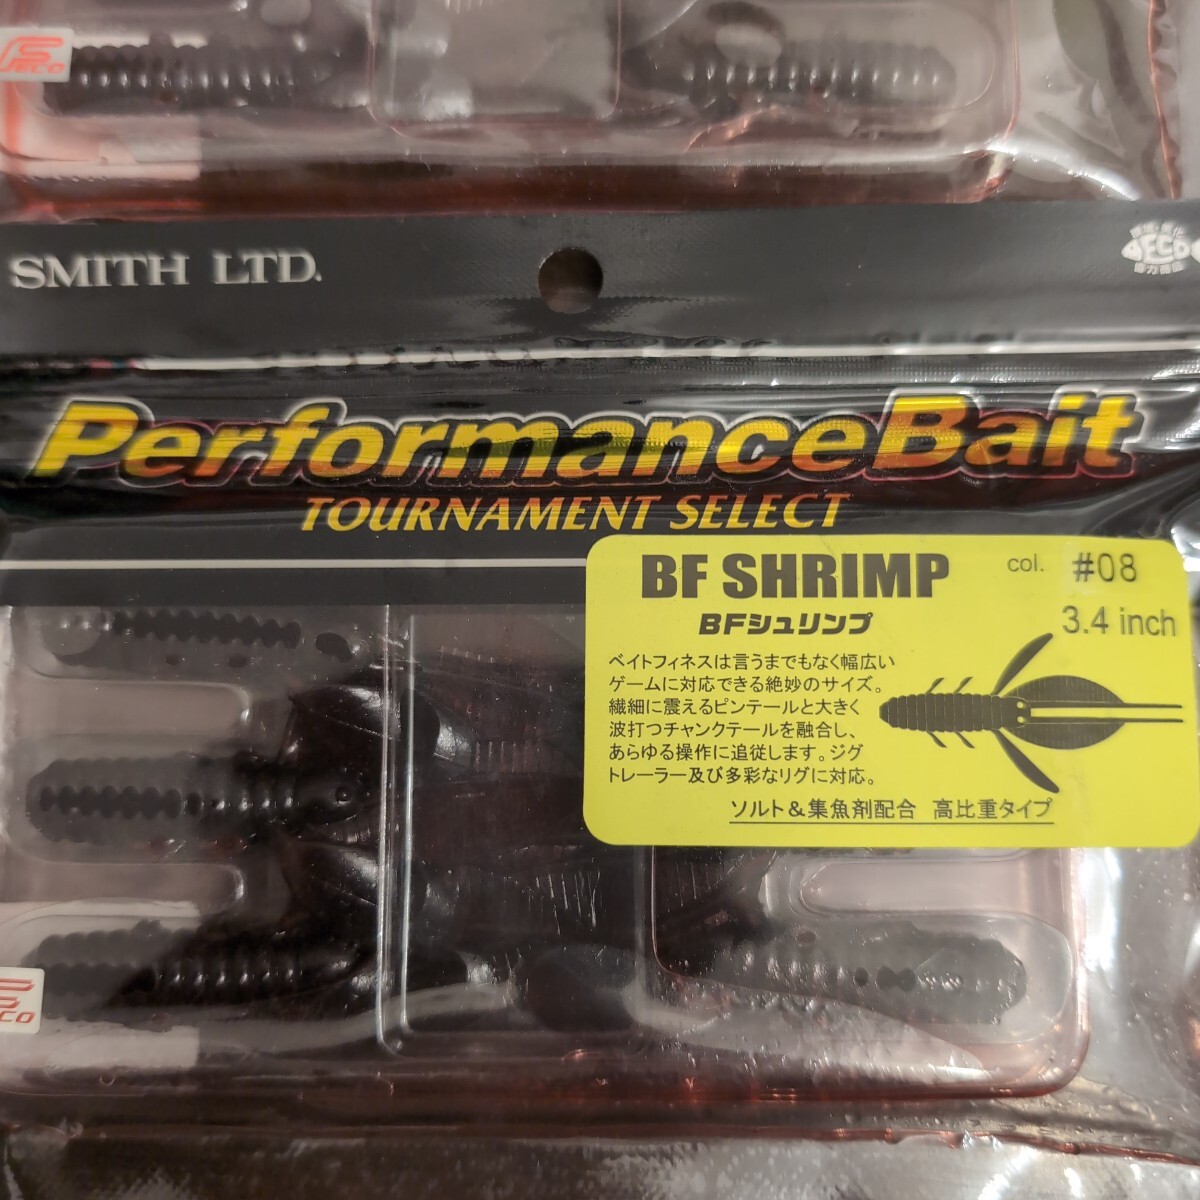 SECO
SMITH LTD.
ECO
PerformanceBait
TOURNAMENT SELECT
BF SHRIMP
col. #08
BFシュリンプ
3.4 inch
ベイトフィネスは言うまでもなく幅広い
ゲームに対応できる絶妙のサイズ。
繊細に震えるピンテールと大きく
波打つチャンクテールを融合し、
あらゆる操作に追従します。ジグ
トレーラー及び多彩なリグに対応。
ソルト＆集魚剤配合 高比重タイプ